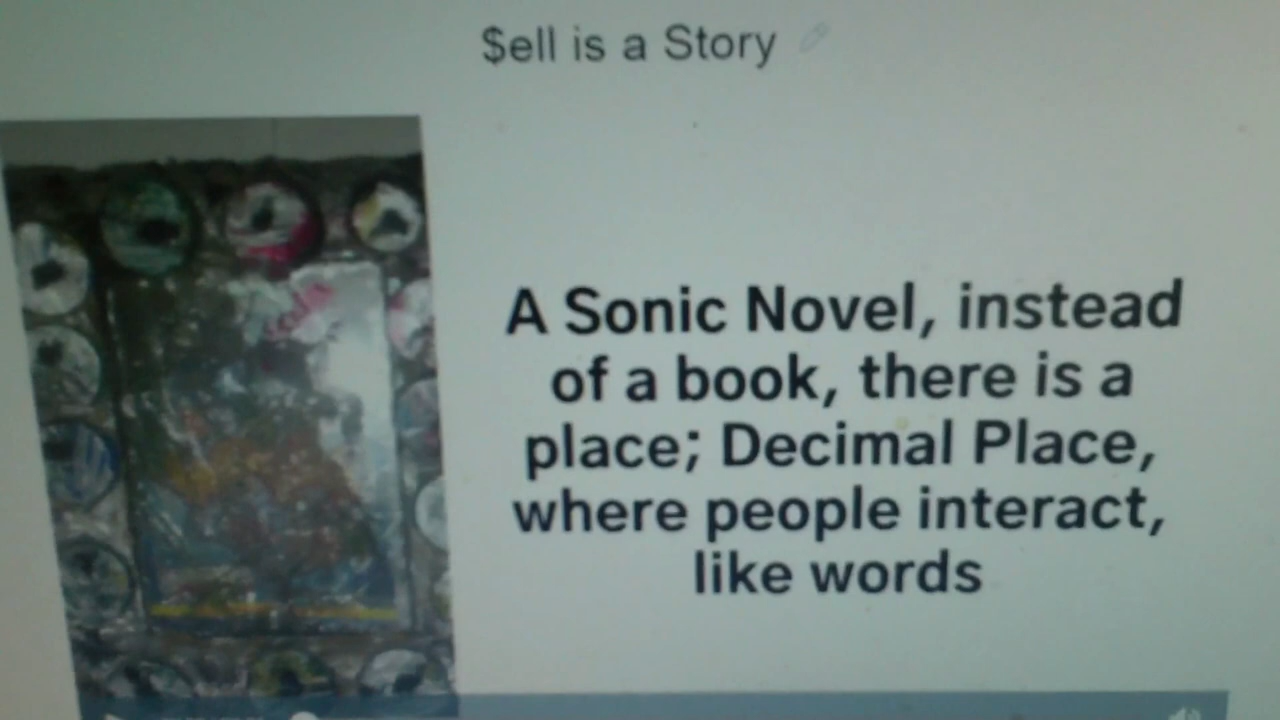 $ell is a Story
A Sonic Novel, instead
of a book, there is a
place; Decimal Place,
where people interact,
like words